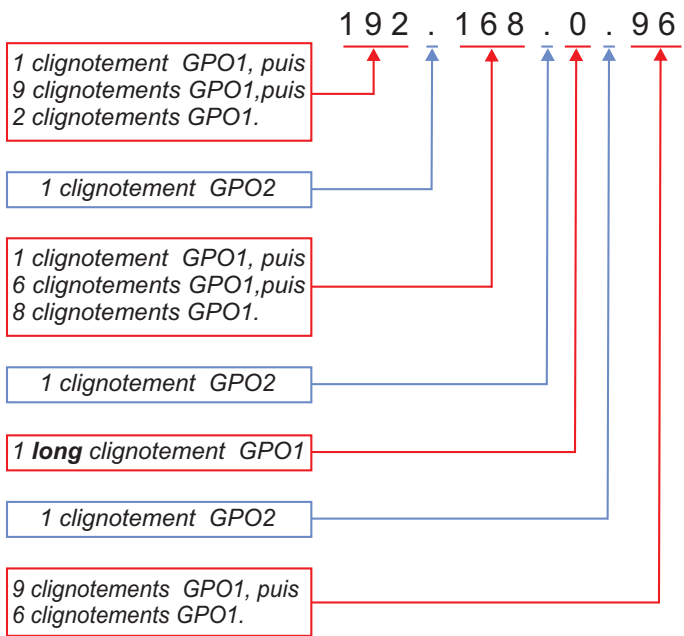 192.168.0.96
1 clignotement GPO1, puis
9 clignotements GPO1,puis
2 clignotements GPO1.
1 clignotement GPO2
1 clignotement GPO1, puis
6 clignotements GPO1,puis
8 clignotements GPO1.
1 clignotement GPO2
1 long clignotement GPO1
1 clignotement GPO2
9 clignotements GPO1, puis
6 clignotements GPO1.